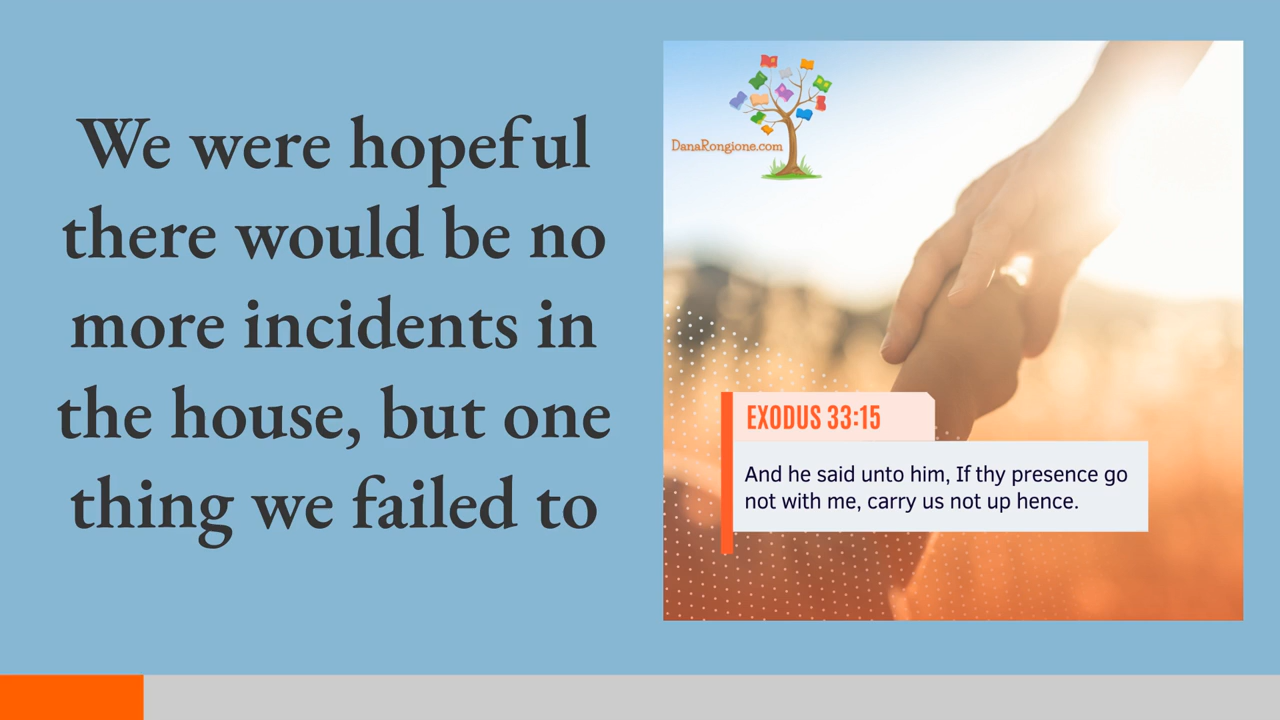 We were hopeful
there would be no
more incidents in
the house, but one
thing we failed to
DanaRongione.com
EXODUS 33:15
And he said unto him, If thy presence go
not with me, carry us not up hence.